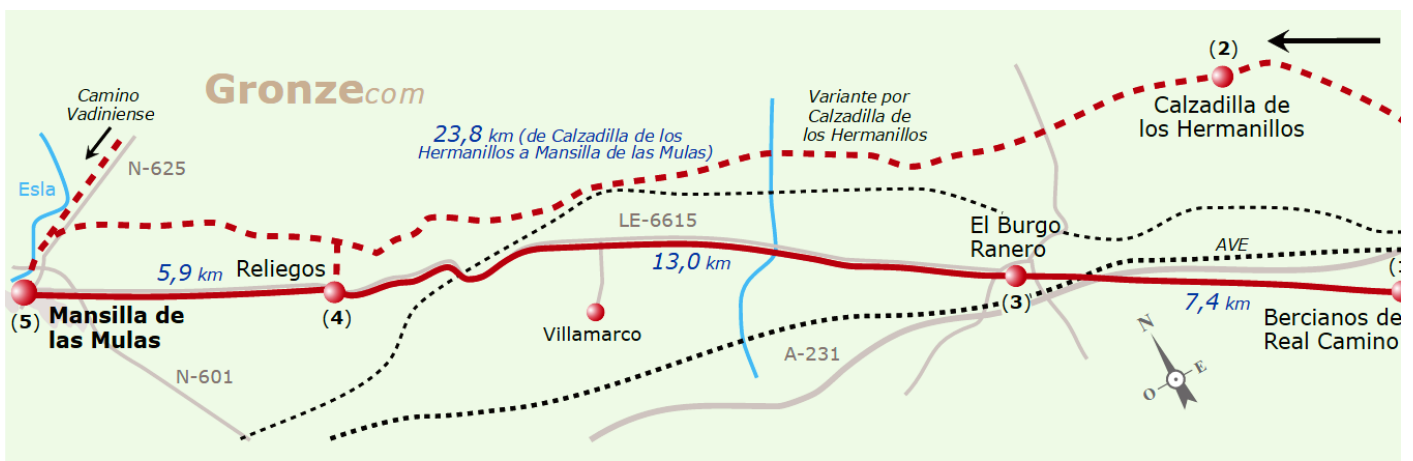 (2)
Calzadilla de
los Hermanillos
Gronze.com
Camino
Vadiniense
N-625
Esla
Variante por
Calzadilla de
los Hermanillos
23,8 km (de Calzadilla de los
Hermanillos a Mansilla de las Mulas)
LE-6615
El Burgo
Ranero
AVE
5,9 km
Reliegos
13,0 km
(5)
Mansilla de
las Mulas
(4)
Villamarco
(3)
7,4 km
Bercianos de
Real Camino
N-601
A-231
N
O
E